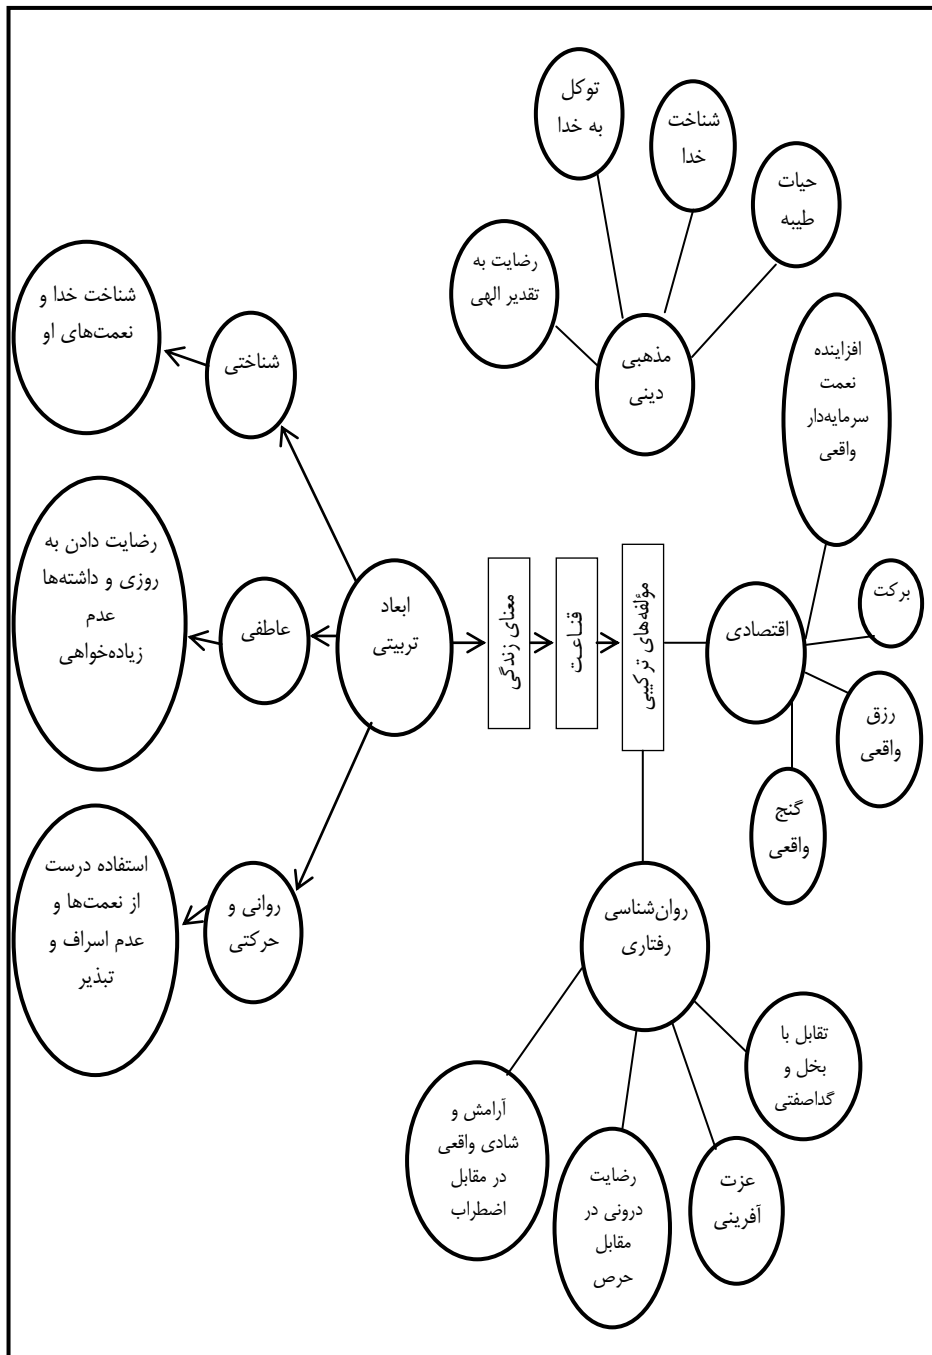 توکل
به خدا
شناخت
خدا
حیات
طیبه
رضایت به
تقدیر الهی
مذهبی
دینی
افزاینده
نعمت
سرمایه‌دار
واقعی
برکت
رزق
واقعی
گنج
واقعی
اقتصادی
مؤلفه‌های ترکیبی
قناعت
معنای زندگی
ابعاد
تربیتی
شناختی
شناخت خدا و
نعمت‌های او
عاطفی
رضایت دادن به
روزی و داشته‌ها
عدم
زیاده‌خواهی
روانی و
حرکتی
استفاده درست
از نعمت‌ها و
عدم اسراف و
تبذیر
روان‌شناسی
رفتاری
تقابل با
بخل و
گداصفتی
عزت
آفرینی
رضایت
درونی در
مقابل
حرص
آرامش و
شادی واقعی
در مقابل
اضطراب